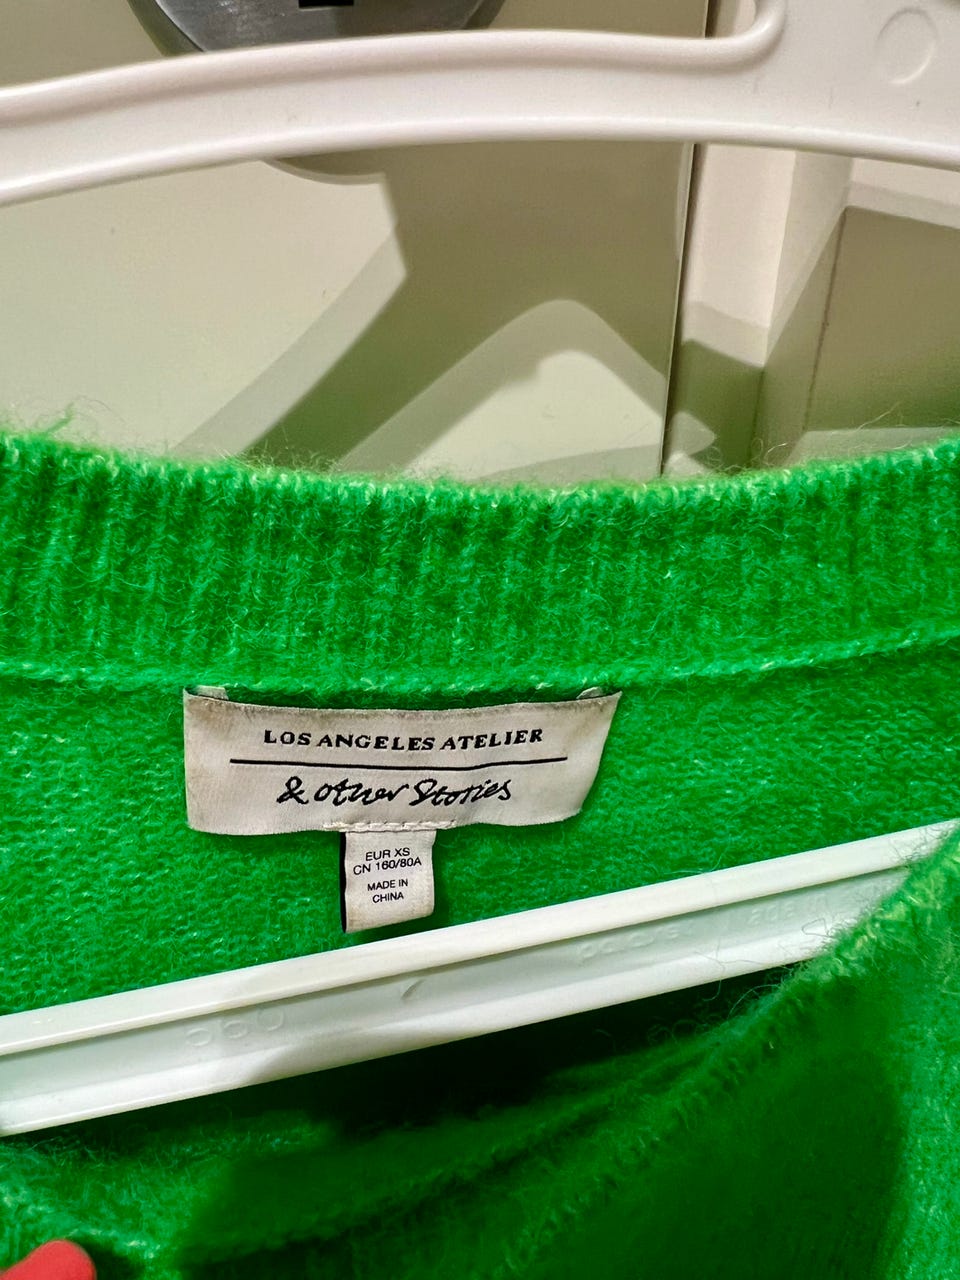 LOS ANGELES ATELIER
& other Stories
EUR XS
CN 160/80A
MADE IN
CHINA